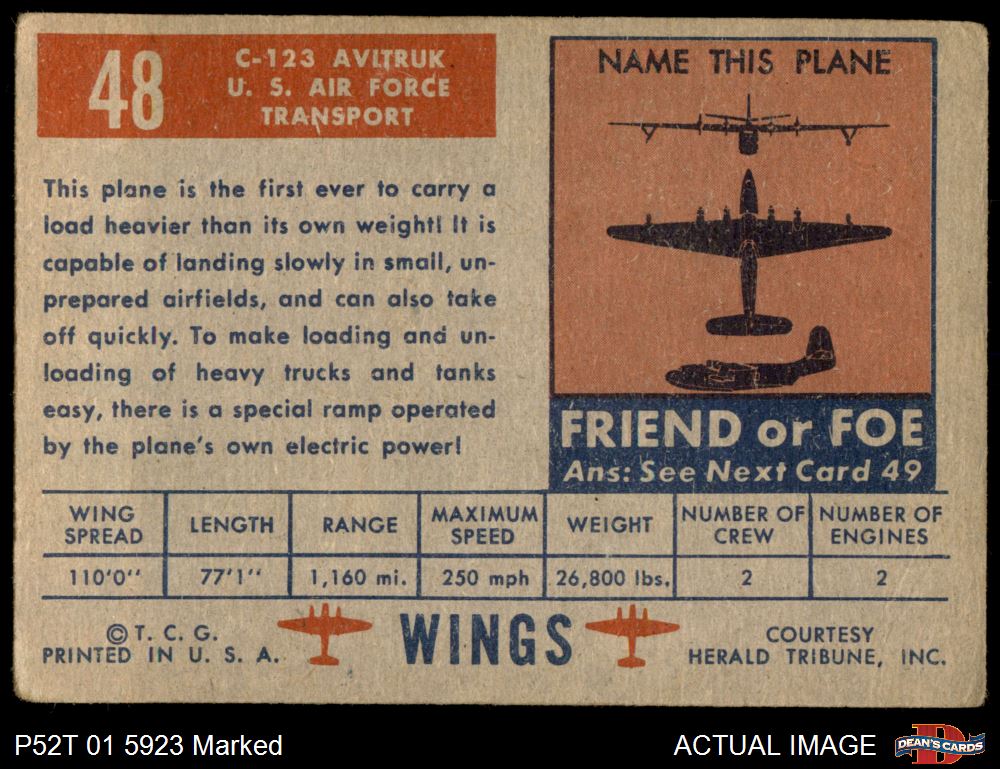 48
C-123 AVITRUK
U. S. AIR FORCE
TRANSPORT
This plane is the first ever to carry a
load heavier than its own weight! It is
capable of landing slowly in small, un-
prepared airfields, and can also take
off quickly. To make loading and un-
loading of heavy trucks and tanks
easy, there is a special ramp operated
by the plane's own electric power!
NAME THIS PLANE
FRIEND or FOE
Ans: See Next Card 49
WING SPREAD LENGTH RANGE MAXIMUM SPEED WEIGHT NUMBER OF CREW NUMBER OF ENGINES
110'0'' 77'1'' 1,160 mi. 250 mph 26,800 lbs. 2 2
© T. C. G.
PRINTED IN U. S. A.
WINGS
COURTESY
HERALD TRIBUNE, INC.
P52T 01 5923 Marked
ACTUAL IMAGE
D
DEAN'S CARDS